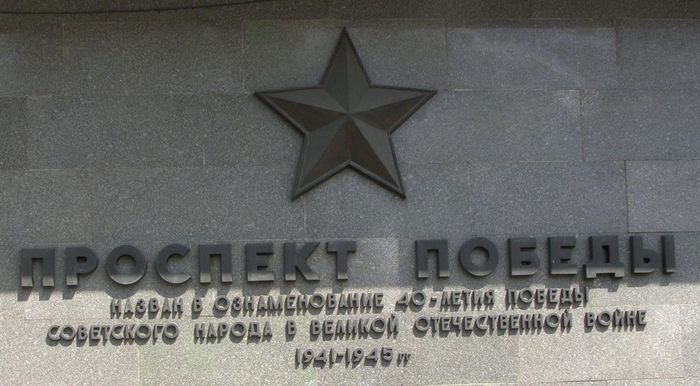 ПРОСПЕКТ ПОБЕДЫ
НАЗВАН В ОЗНАМЕНОВАНИЕ 40-ЛЕТИЯ ПОБЕДЫ
СОВЕТСКОГО НАРОДА В ВЕЛИКОЙ ОТЕЧЕСТВЕННОЙ ВОЙНЕ
1941-1945 гг